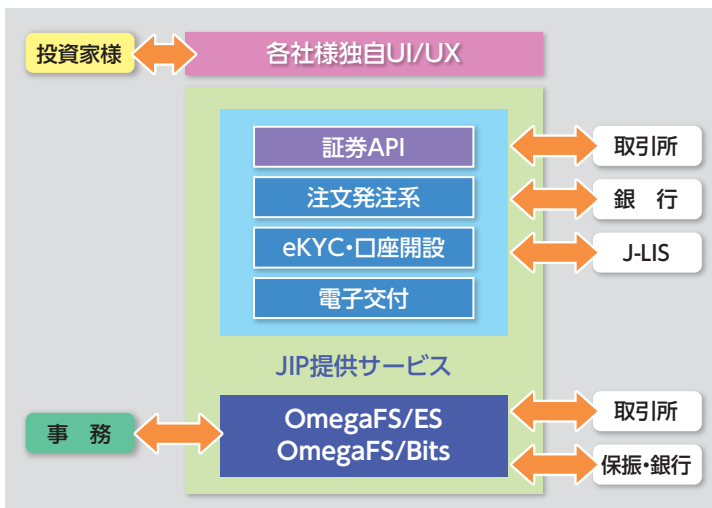 投資家様
各社様独自UI/UX
証券API
取引所
注文発注系
銀　行
eKYC・口座開設
J-LIS
電子交付
JIP提供サービス
OmegaFS/ES
OmegaFS/Bits
取引所
事　務
保振・銀行